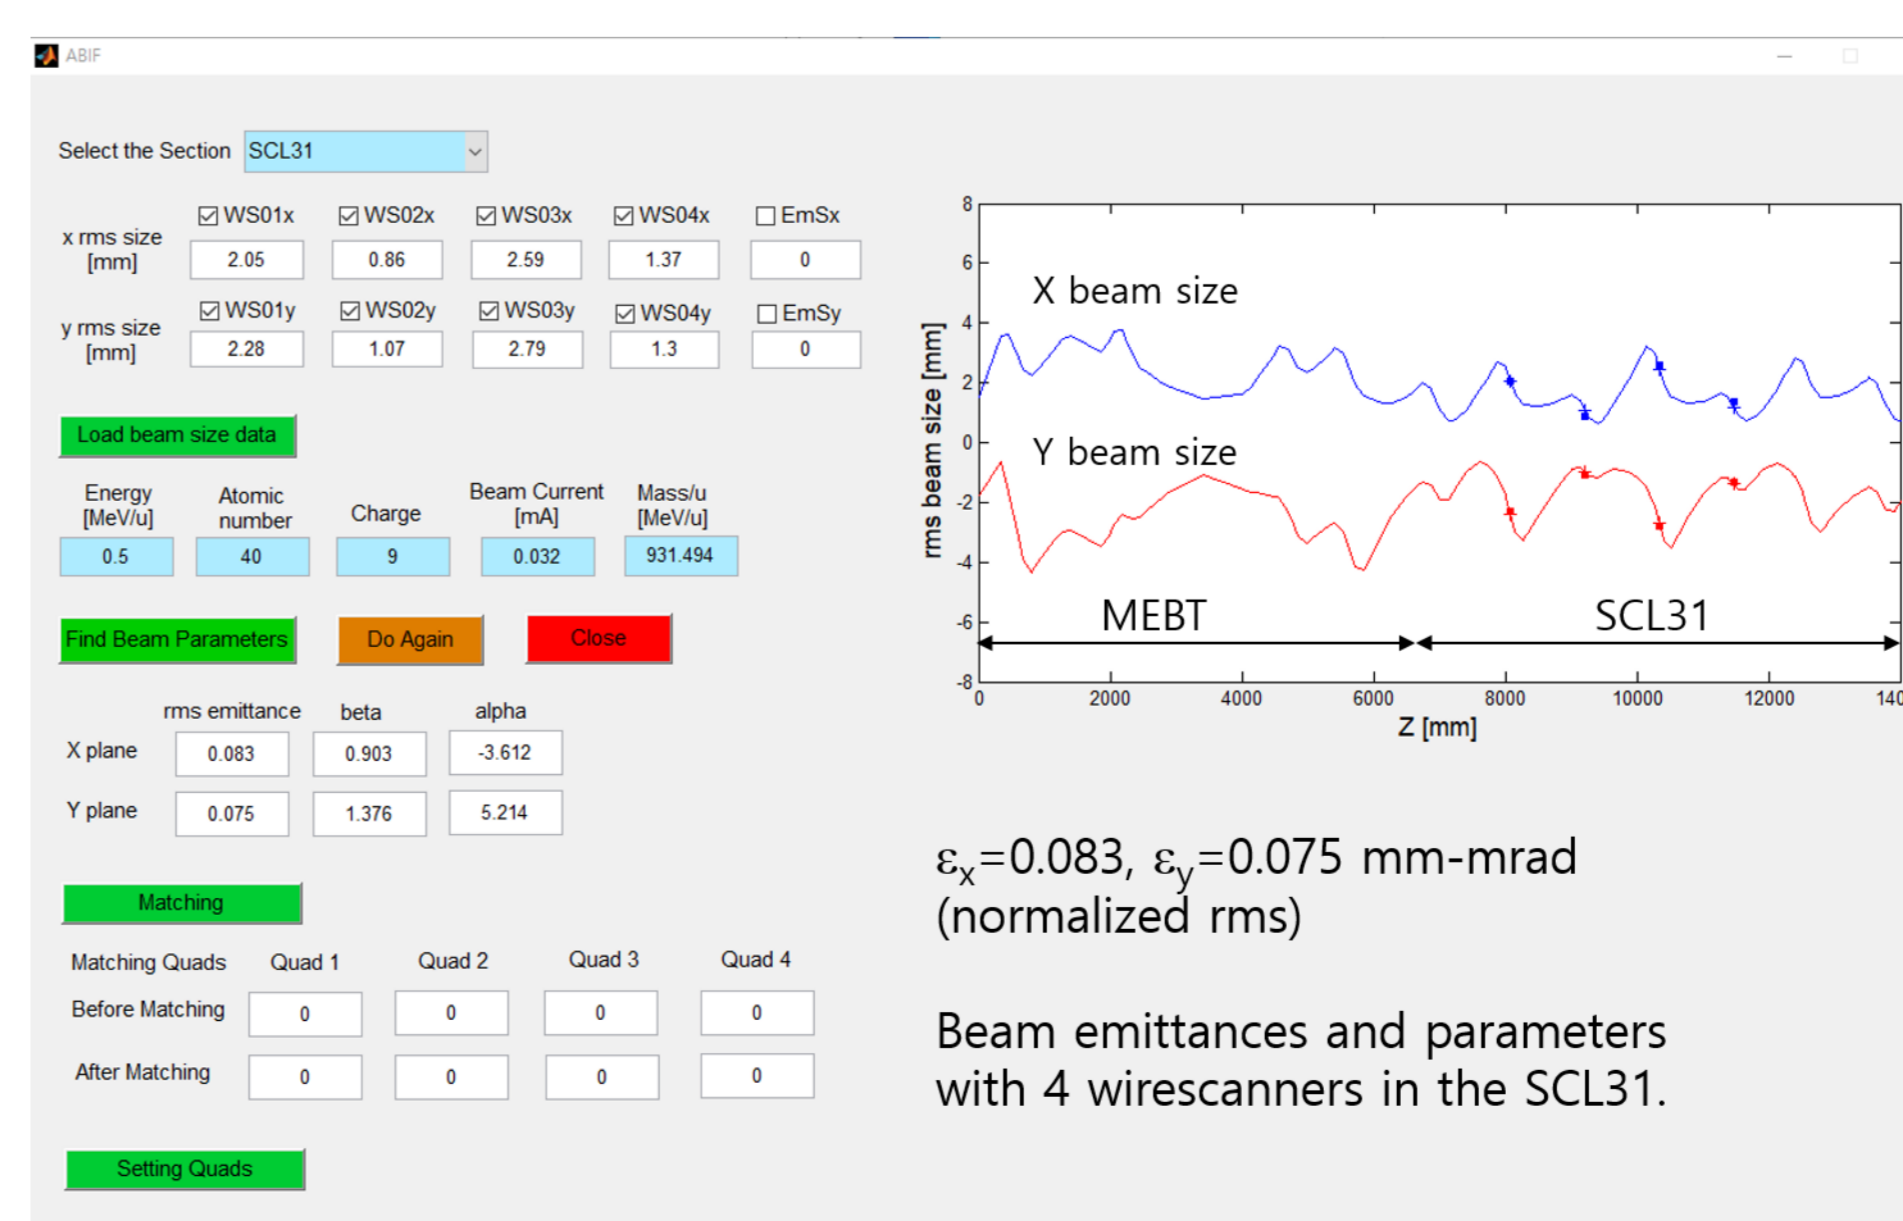 ABIF
Select the Section SCL31
WS01x WS02x WS03x WS04x EmSx
x rms size
[mm]
2.05 0.86 2.59 1.37 0
WS01y WS02y WS03y WS04y EmSy
y rms size
[mm]
2.28 1.07 2.79 1.3 0
Load beam size data
Energy
[MeV/u]
Atomic
number
Charge
Beam Current
[mA]
Mass/u
[MeV/u]
0.5 40 9 0.032 931.494
Find Beam Parameters Do Again Close
rms emittance beta alpha
X plane 0.083 0.903 -3.612
Y plane 0.075 1.376 5.214
Matching
Matching Quads Quad 1 Quad 2 Quad 3 Quad 4
Before Matching 0 0 0 0
After Matching 0 0 0 0
Setting Quads
rms beam size [mm]
8
6
4
2
0
-2
-4
-6
-8
X beam size
Y beam size
MEBT SCL31
0 2000 4000 6000 8000 10000 12000 140
Z [mm]
εx=0.083, εy=0.075 mm-mrad
(normalized rms)
Beam emittances and parameters
with 4 wirescanners in the SCL31.